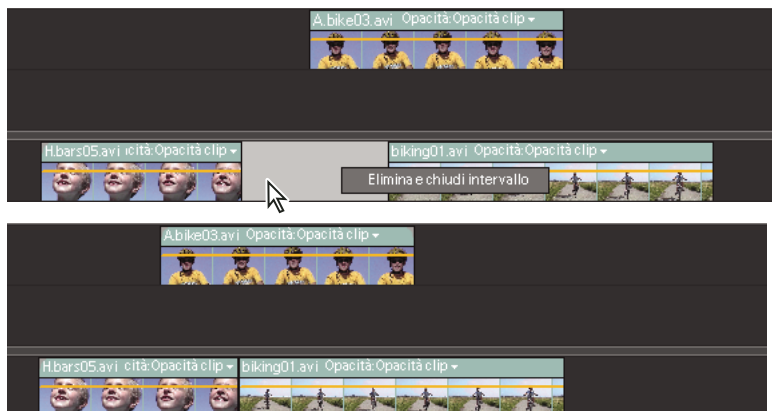 A.bike03.avi Opacità:Opacità clip
H.bars05.avi ıcità:Opacità clip
biking01.avi Opacità:Opacità clip
Elimina e chiudi intervallo
A.bike03.avi Opacità:Opacità clip
H.bars05.avi cità:Opacità clip
biking01.avi Opacità:Opacità clip